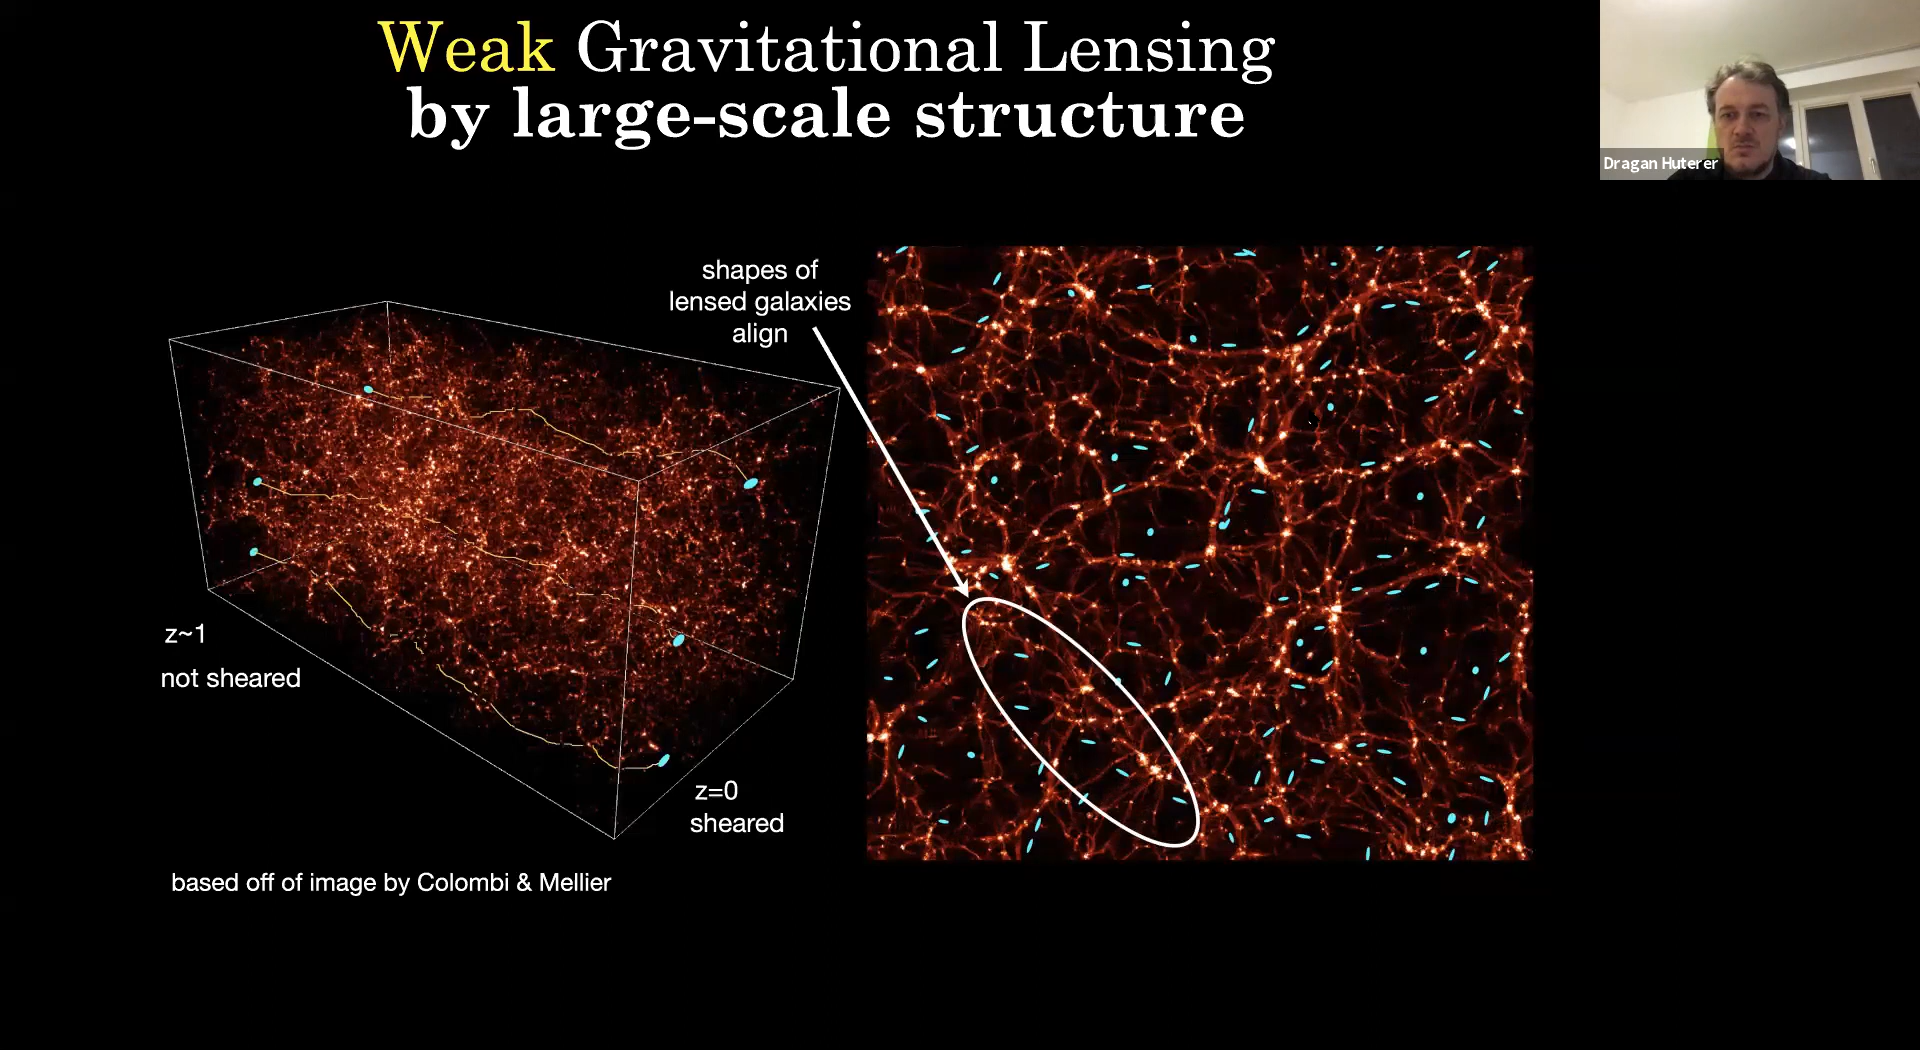 Weak Gravitational Lensing
by large-scale structure
Dragan Huterer
shapes of
lensed galaxies
align
z~1
not sheared
z=0
sheared
based off of image by Colombi & Mellier